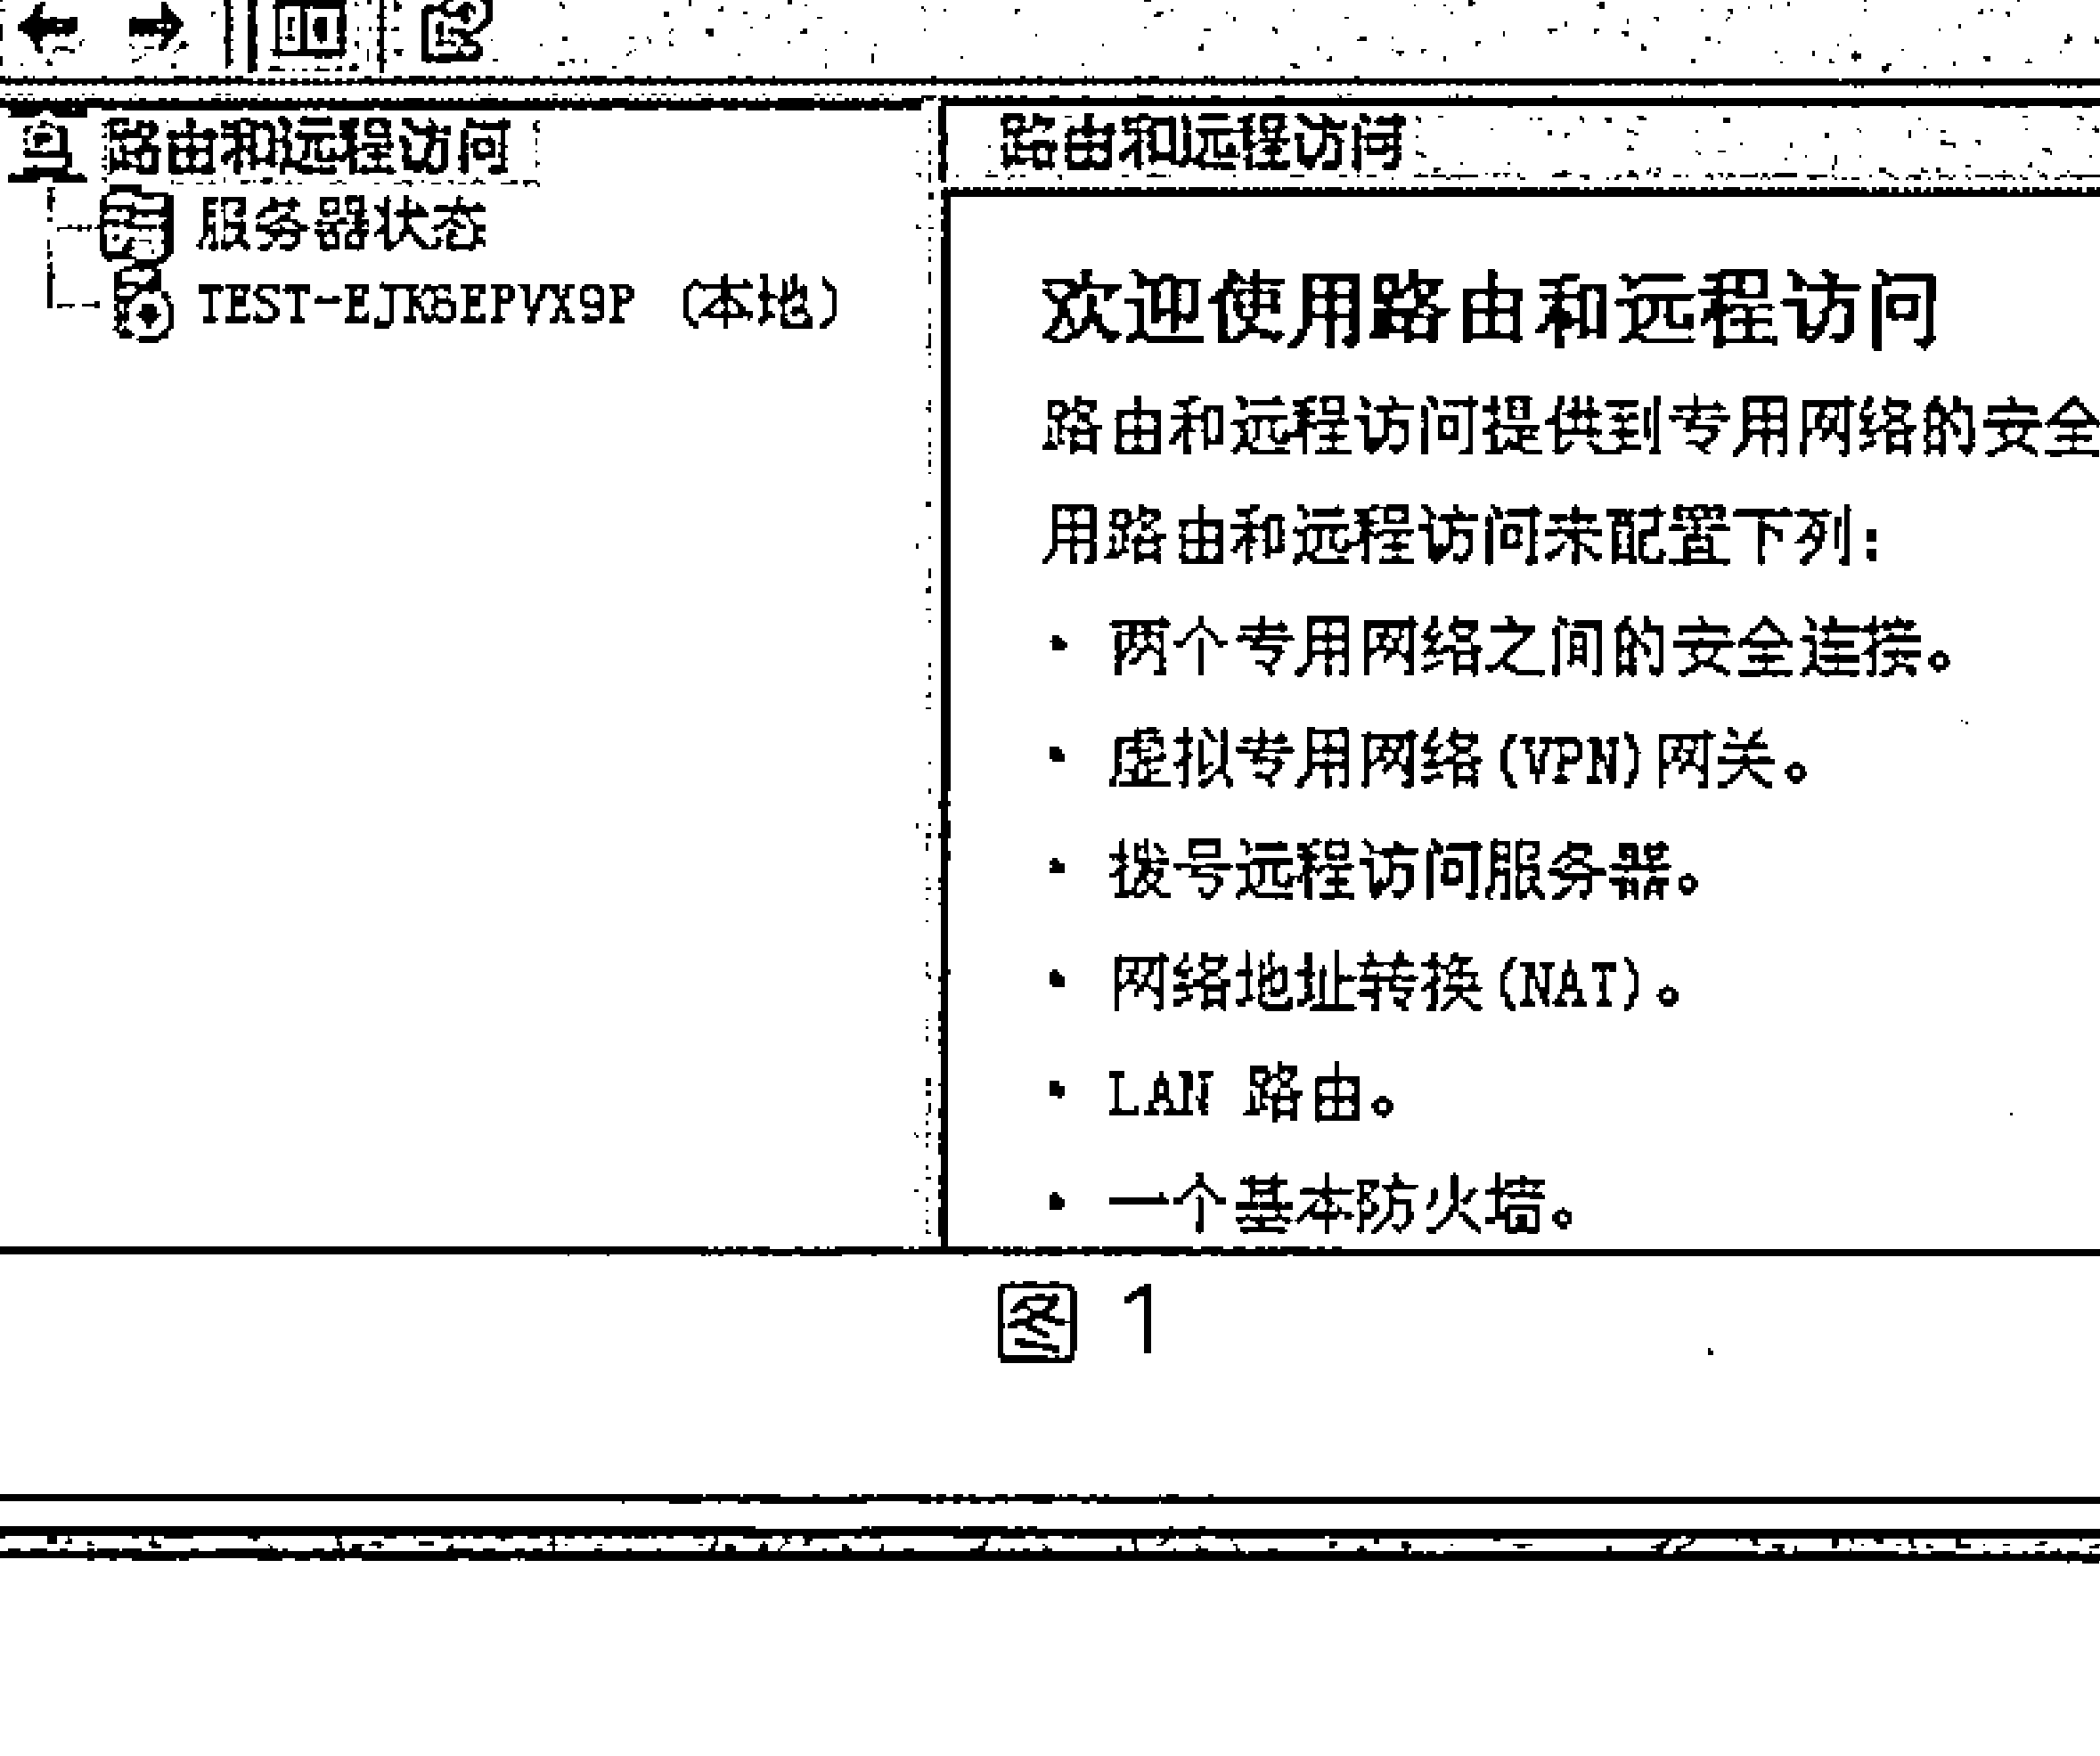 路由和远程访问
服务器状态
TEST-EJK6EPVX9P (本地)
路由和远程访问
欢迎使用路由和远程访问
路由和远程访问提供到专用网络的安全
用路由和远程访问来配置下列:
· 两个专用网络之间的安全连接。
· 虚拟专用网络(VPN)网关。
· 拨号远程访问服务器。
· 网络地址转换(NAT)。
· LAN 路由。
· 一个基本防火墙。
图 1